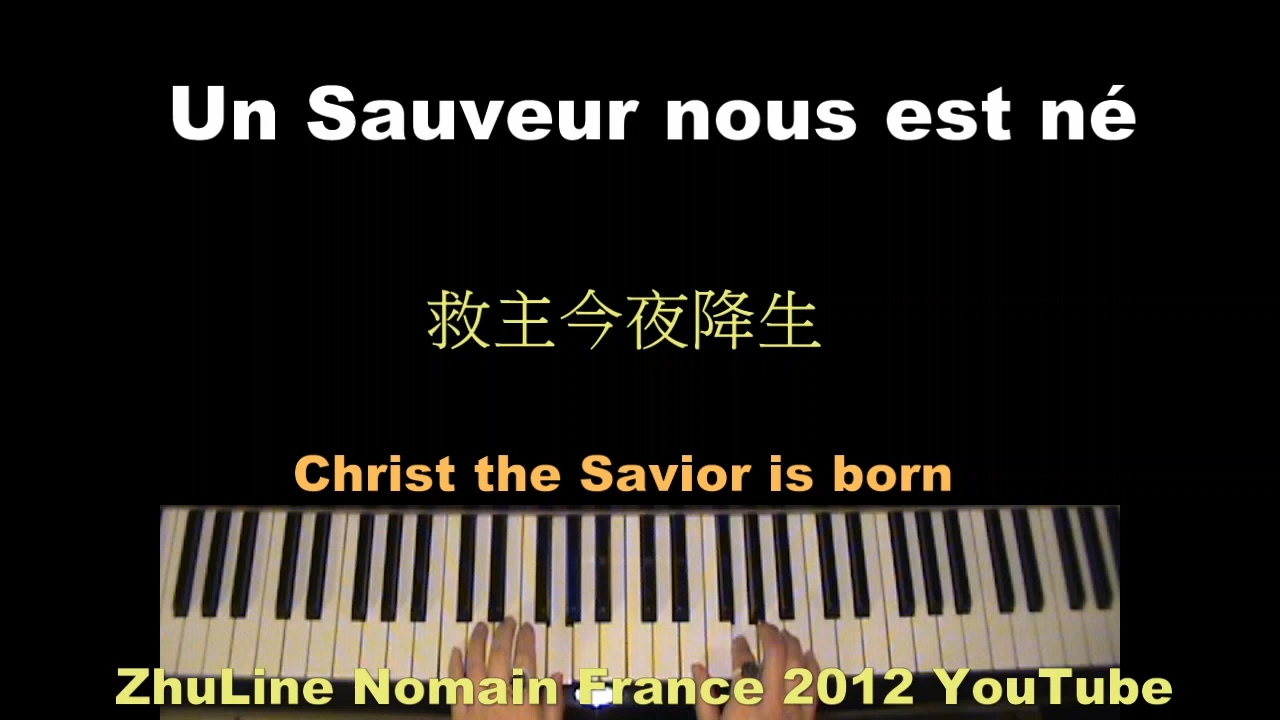 Un Sauveur nous est né
救主今夜降生
Christ the Savior is born
ZhuLine Nomain France 2012 YouTube